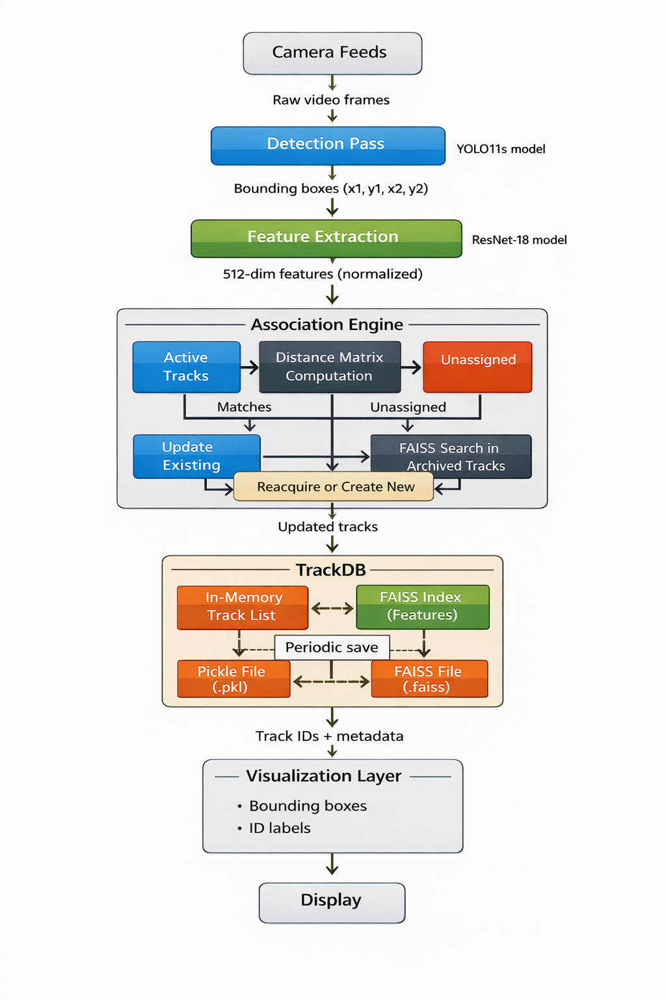 Camera Feeds
Raw video frames
Detection Pass
YOLO11s model
Bounding boxes (x1, y1, x2, y2)
Feature Extraction
ResNet-18 model
512-dim features (normalized)
Association Engine
Active
Tracks
Distance Matrix
Computation
Unassigned
Matches
Unassigned
Update
Existing
FAISS Search in
Archived Tracks
Reacquire or Create New
Updated tracks
TrackDB
In-Memory
Track List
FAISS Index
(Features)
Periodic save
Pickle File
(.pkl)
FAISS File
(.faiss)
Track IDs + metadata
Visualization Layer
• Bounding boxes
• ID labels
Display